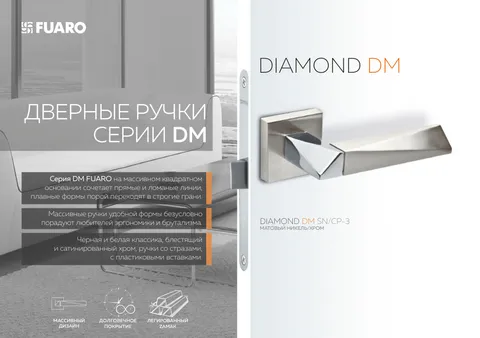 FUARO
ДВЕРНЫЕ РУЧКИ
СЕРИИ DM
Серия DM FUARO на массивном квадратном
основании сочетает прямые и ломаные линии,
плавные формы порой переходят в строгие грани.
Массивные ручки удобной формы безусловно
порадуют любителей эргономики и брутализма.
Черная и белая классика, блестящий
и сатинированный хром, ручки со стразами,
с пластиковыми вставками.
МАССИВНЫЙ
ДИЗАЙН
ДОЛГОВЕЧНОЕ
ПОКРЫТИЕ
ЛЕГИРОВАННЫЙ
ZAMAK
DIAMOND DM
DIAMOND DM SN/CP-3
МАТОВЫЙ НИКЕЛЬ/ХРОМ